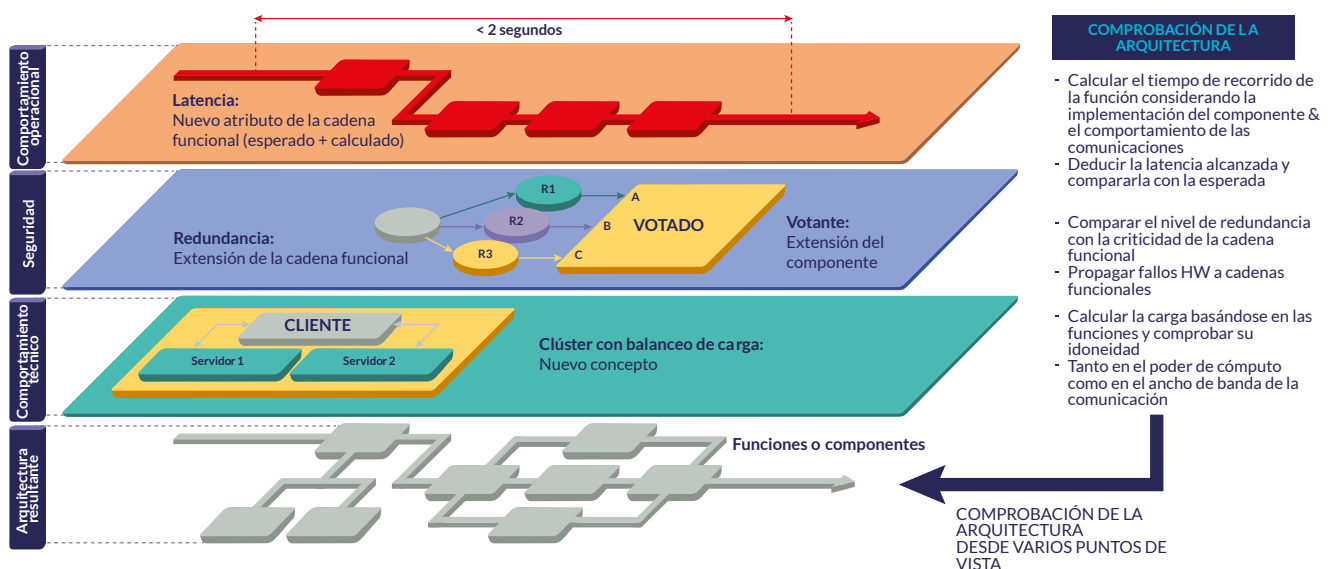 < 2 segundos
Comportamiento
operacional
Latencia:
Nuevo atributo de la cadena
funcional (esperado + calculado)
Seguridad
Redundancia:
Extensión de la cadena funcional
R1
R2
R3
A
B
C
VOTADO
Votante:
Extensión del
componente
Comportamiento
técnico
CLIENTE
Servidor 1
Servidor 2
Clúster con balanceo de carga:
Nuevo concepto
Arquitectura
resultante
Funciones o componentes
COMPROBACIÓN DE LA
ARQUITECTURA
- Calcular el tiempo de recorrido de
la función considerando la
implementación del componente &
el comportamiento de las
comunicaciones
- Deducir la latencia alcanzada y
compararla con la esperada
- Comparar el nivel de redundancia
con la criticidad de la cadena
funcional
- Propagar fallos HW a cadenas
funcionales
- Calcular la carga basándose en las
funciones y comprobar su
idoneidad
- Tanto en el poder de cómputo
como en el ancho de banda de la
comunicación
COMPROBACIÓN DE LA
ARQUITECTURA
DESDE VARIOS PUNTOS DE
VISTA